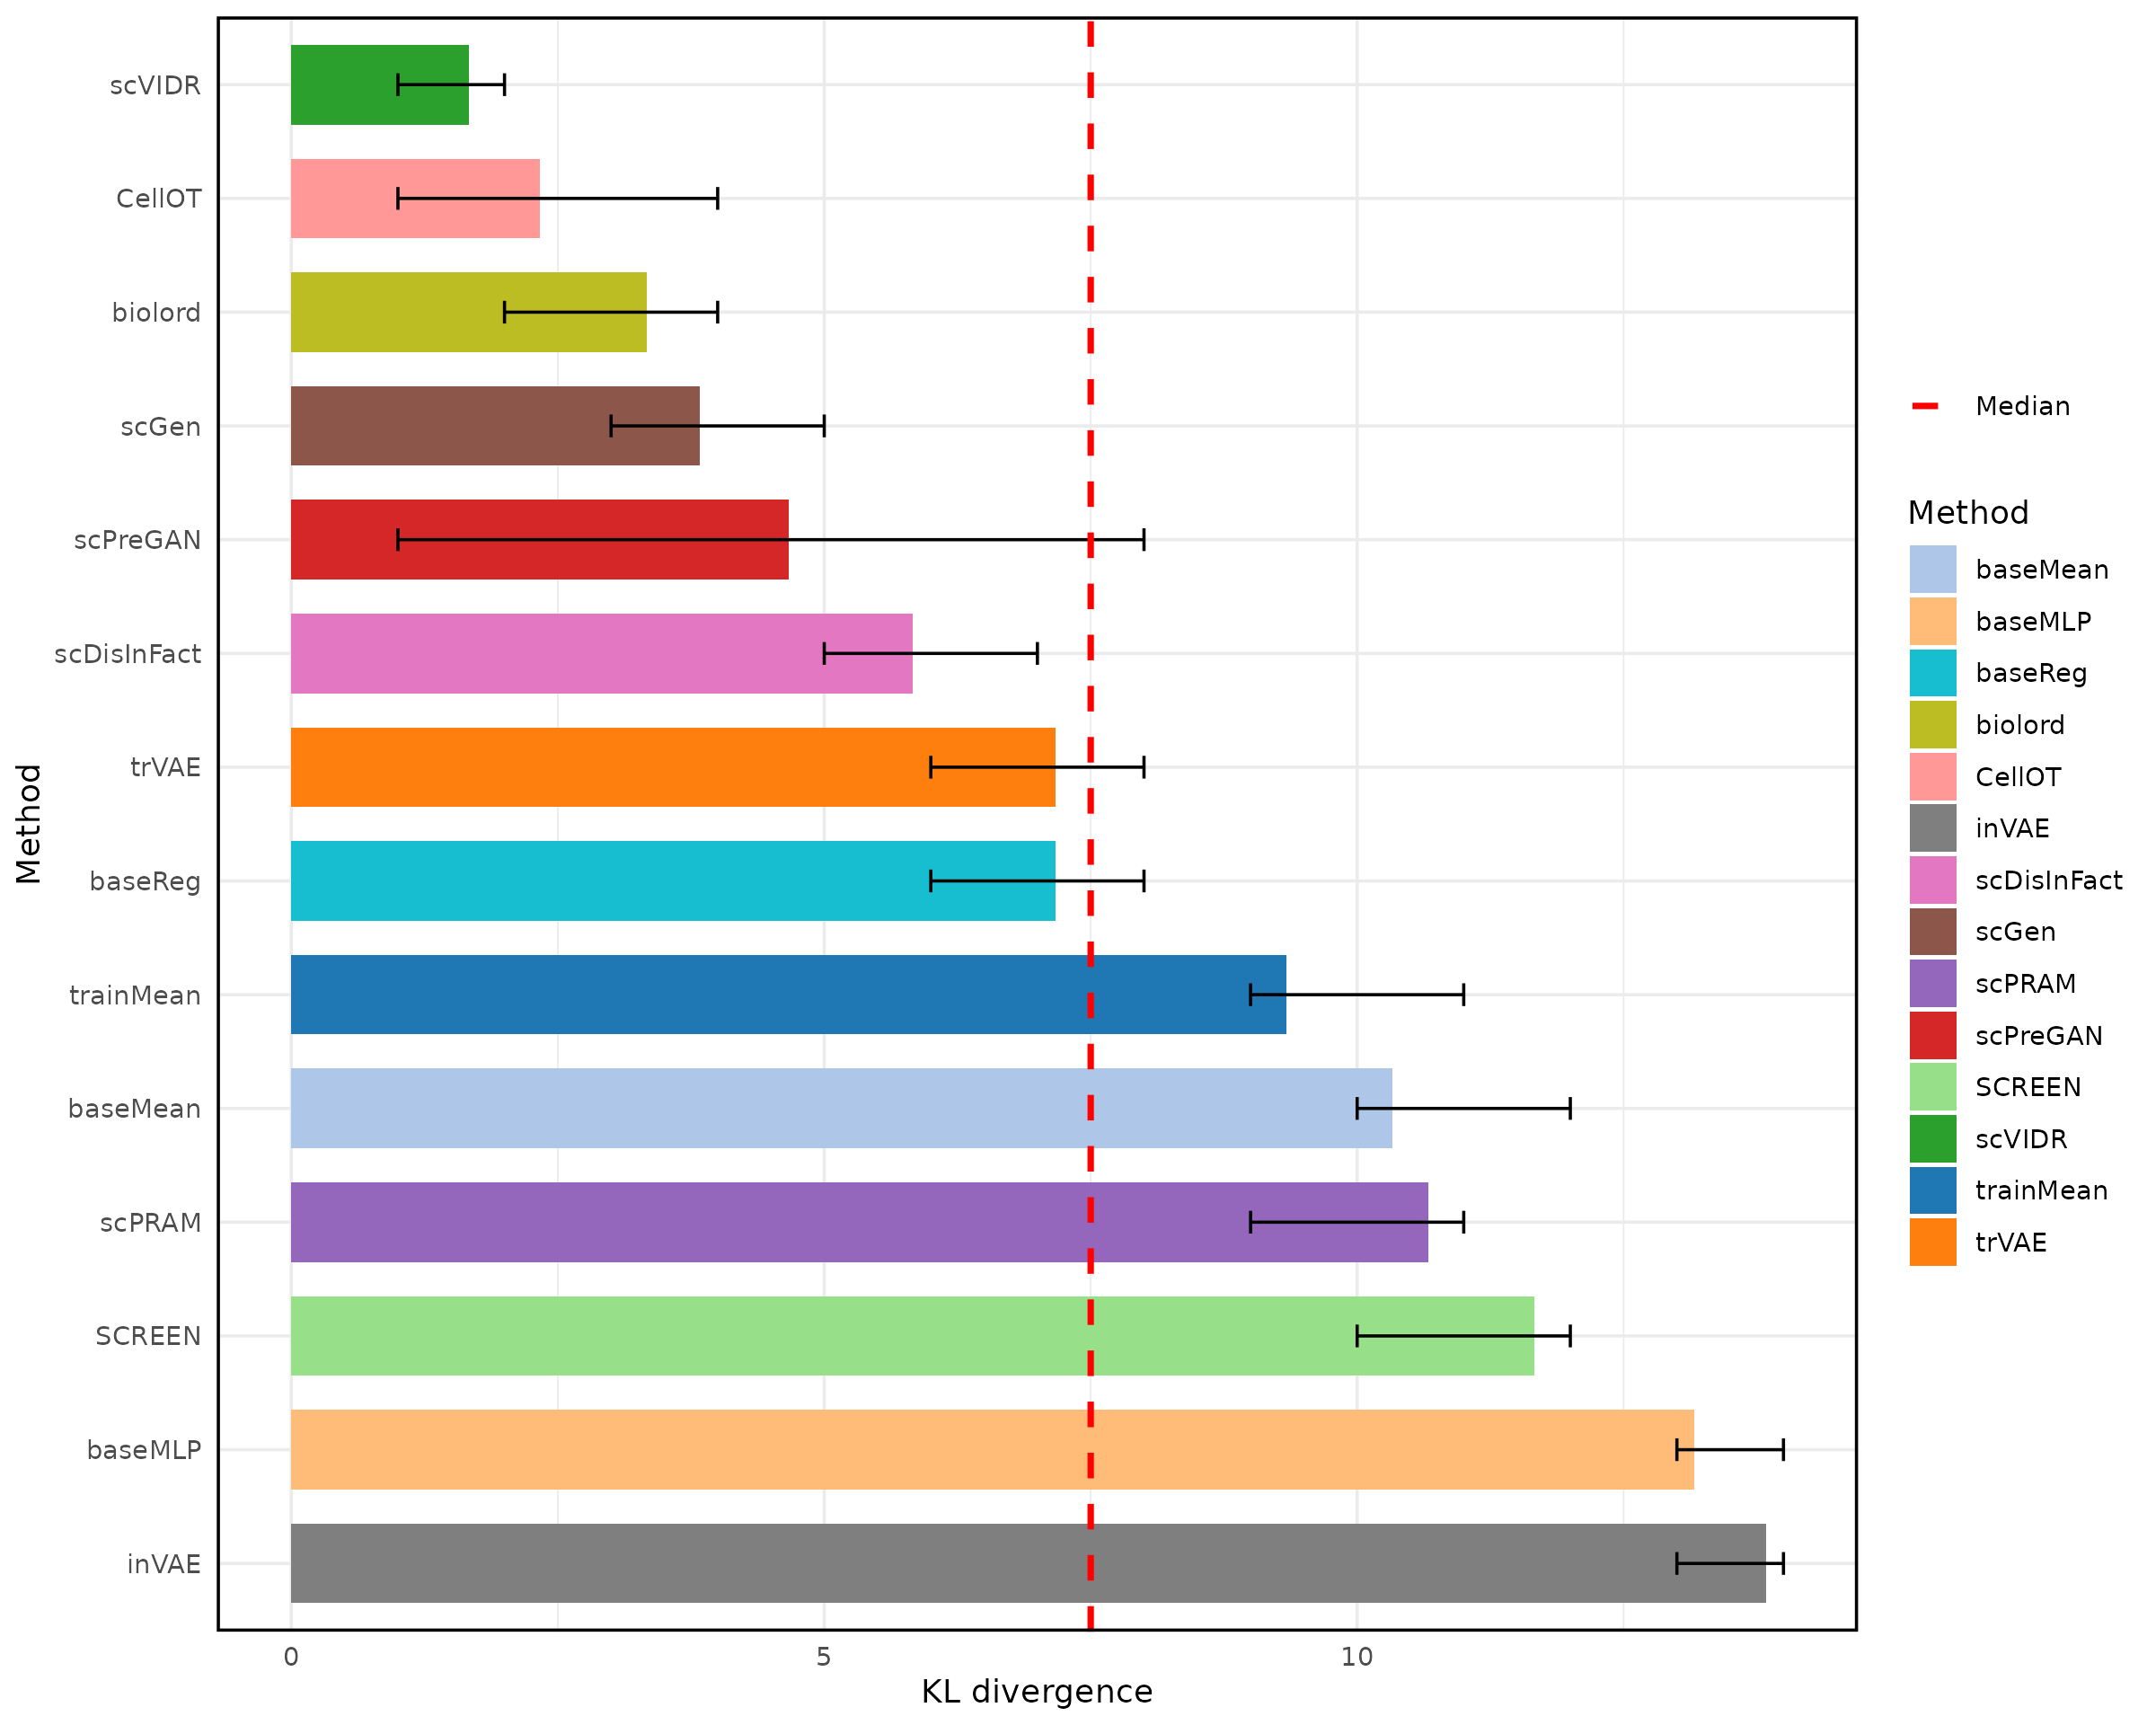 scVIDR
CellOT
biolord
scGen
scPreGAN
scDisInFact
trVAE
baseReg
trainMean
baseMean
scPRAM
SCREEN
baseMLP
inVAE
Method
0 5 10
KL divergence
Median
Method
baseMean
baseMLP
baseReg
biolord
CellOT
inVAE
scDisInFact
scGen
scPRAM
scPreGAN
SCREEN
scVIDR
trainMean
trVAE